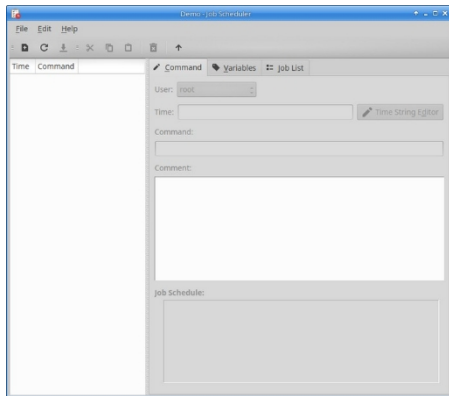 Demo - Job Scheduler
File Edit Help
Time Command
Command Variables Job List
User: root
Time: Time String Editor
Command:
Comment:
Job Schedule: